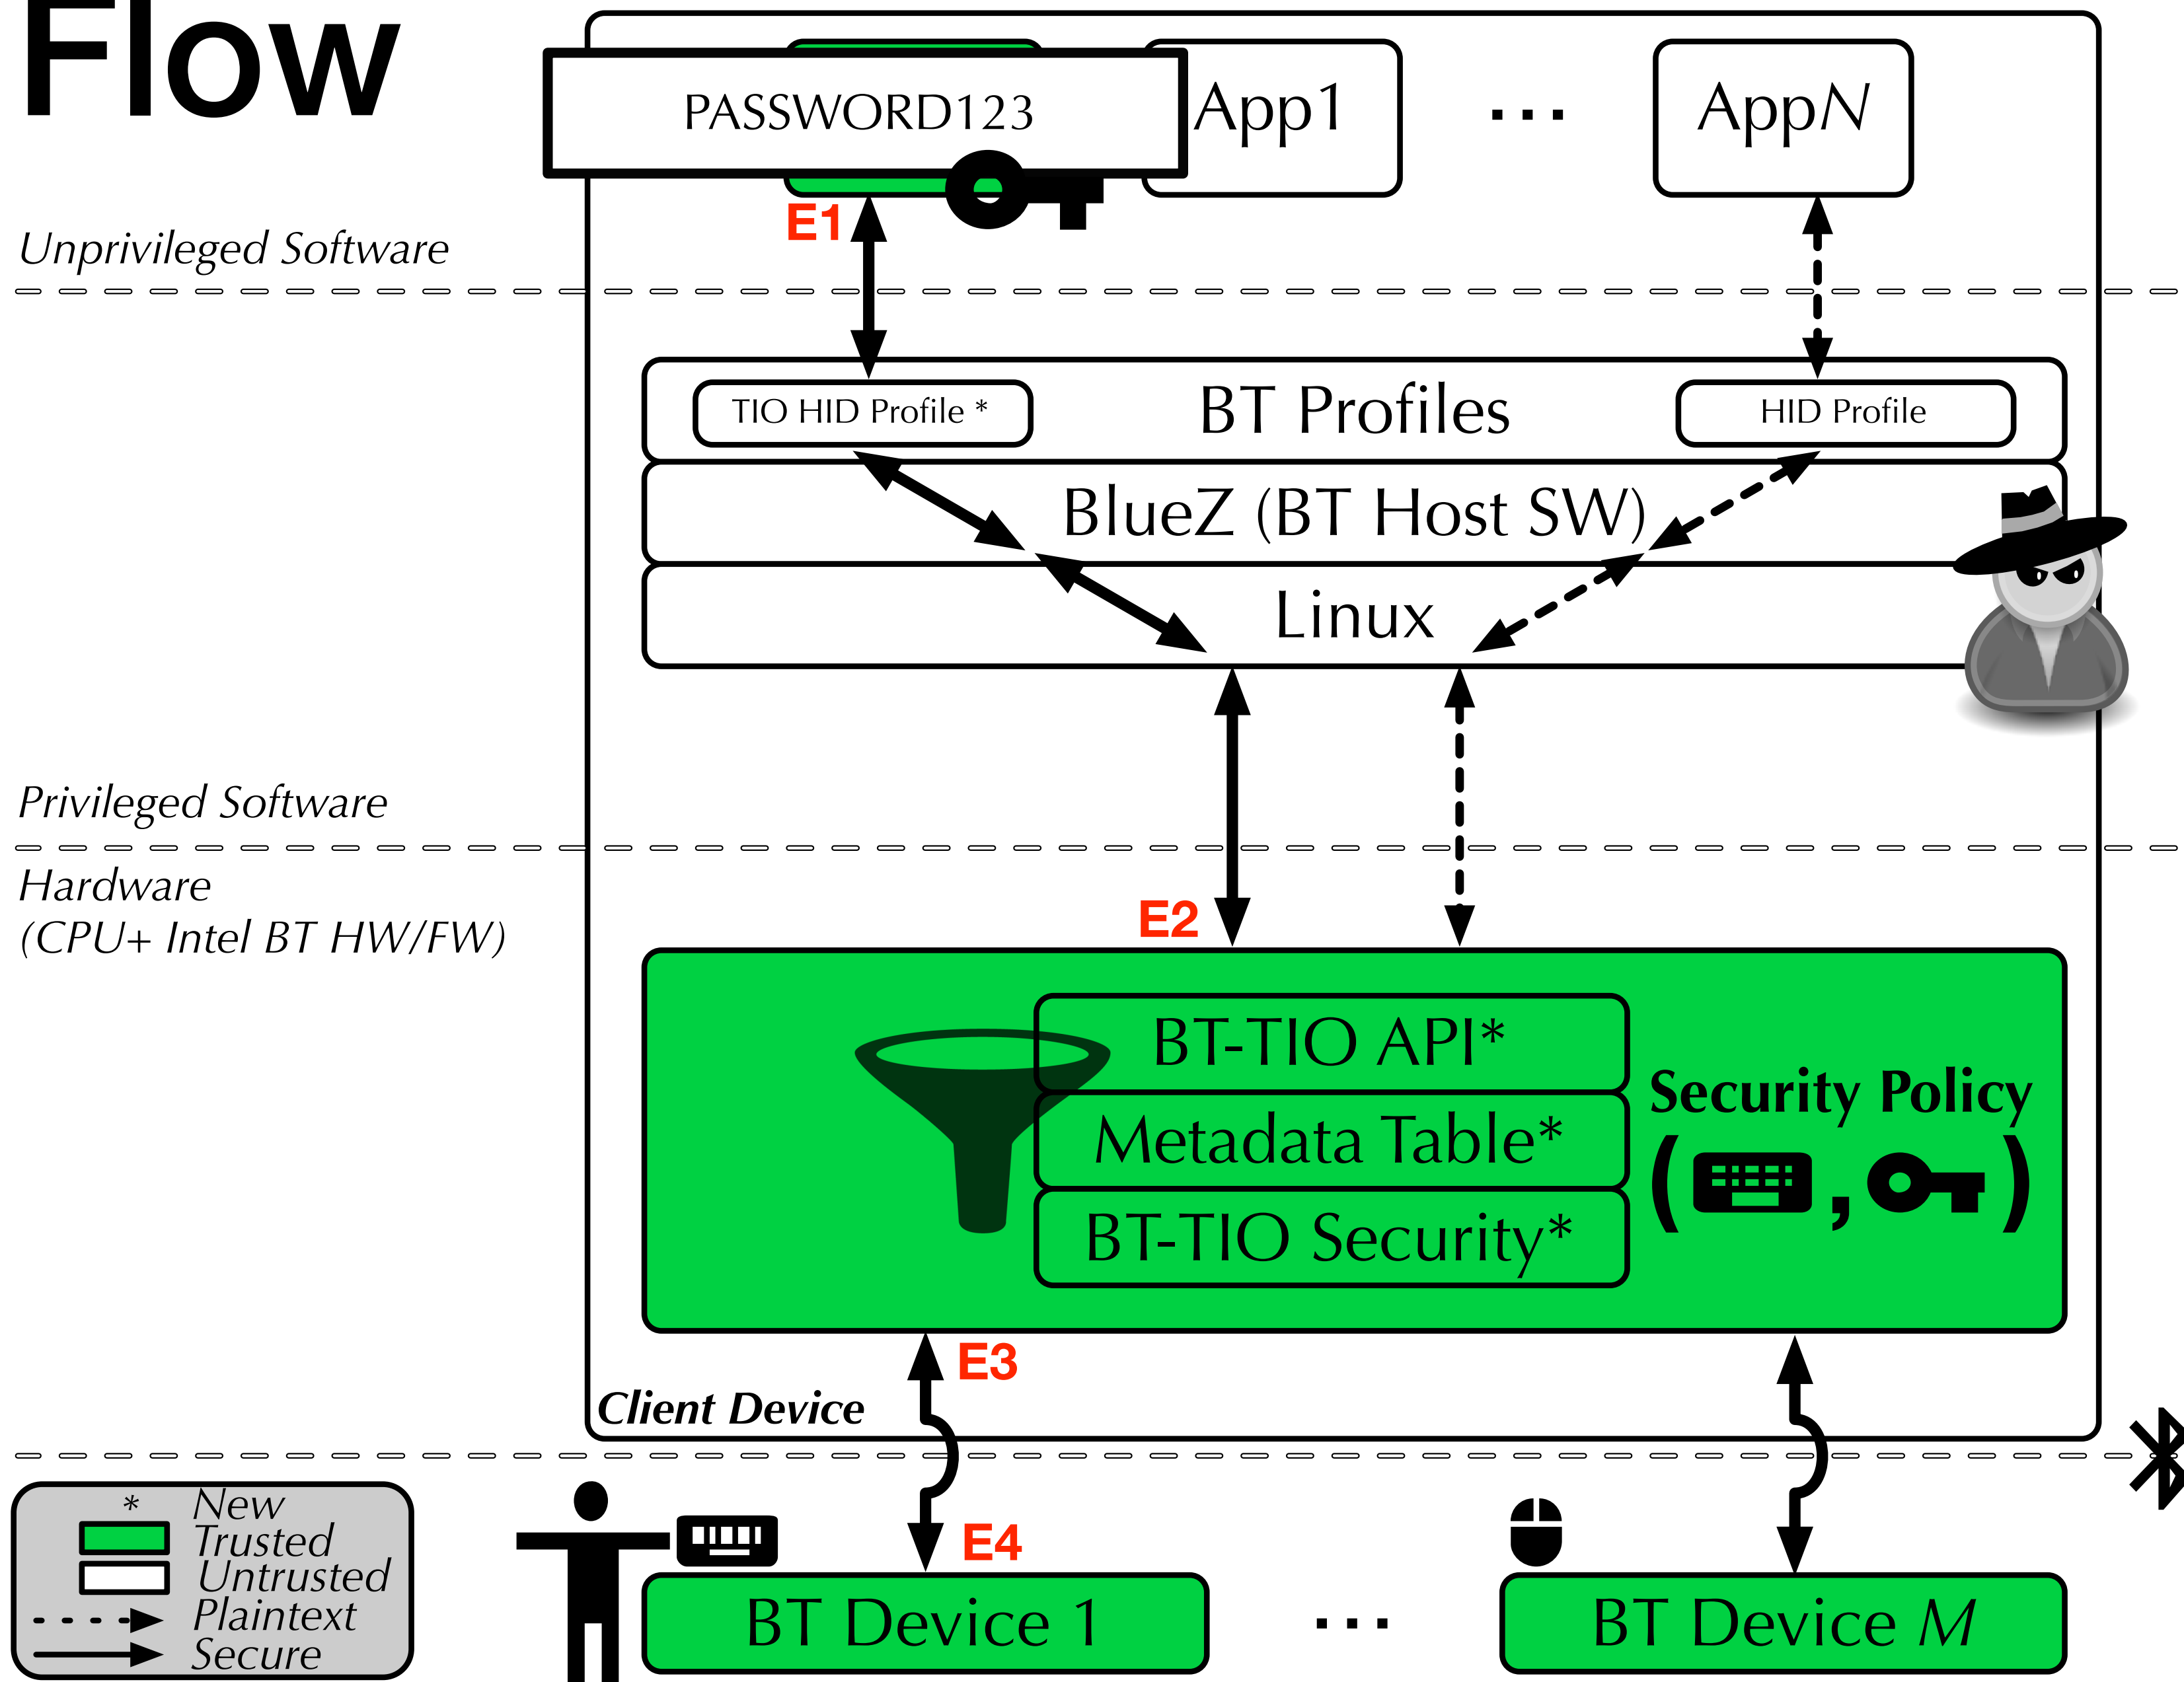 Flow
PASSWORD123
App1
...
AppN
E1
Unprivileged Software
TIO HID Profile *
BT Profiles
HID Profile
BlueZ (BT Host SW)
Linux
Privileged Software
Hardware
(CPU+ Intel BT HW/FW)
E2
BT-TIO API*
Metadata Table*
BT-TIO Security*
Security Policy
( , )
E3
Client Device
E4
BT Device 1
...
BT Device M
* New
Trusted
Untrusted
Plaintext
Secure